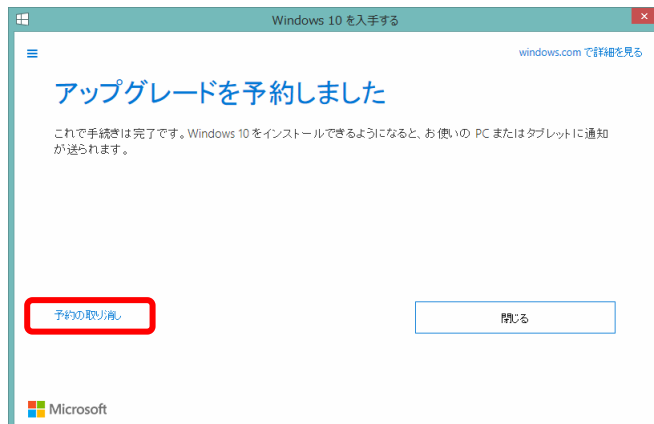 Windows 10 を入手する
windows.com で詳細を見る
アップグレードを予約しました
これで手続きは完了です。Windows 10 をインストールできるようになると、お使いの PC またはタブレットに通知
が送られます。
予約の取り消し
閉じる
Microsoft